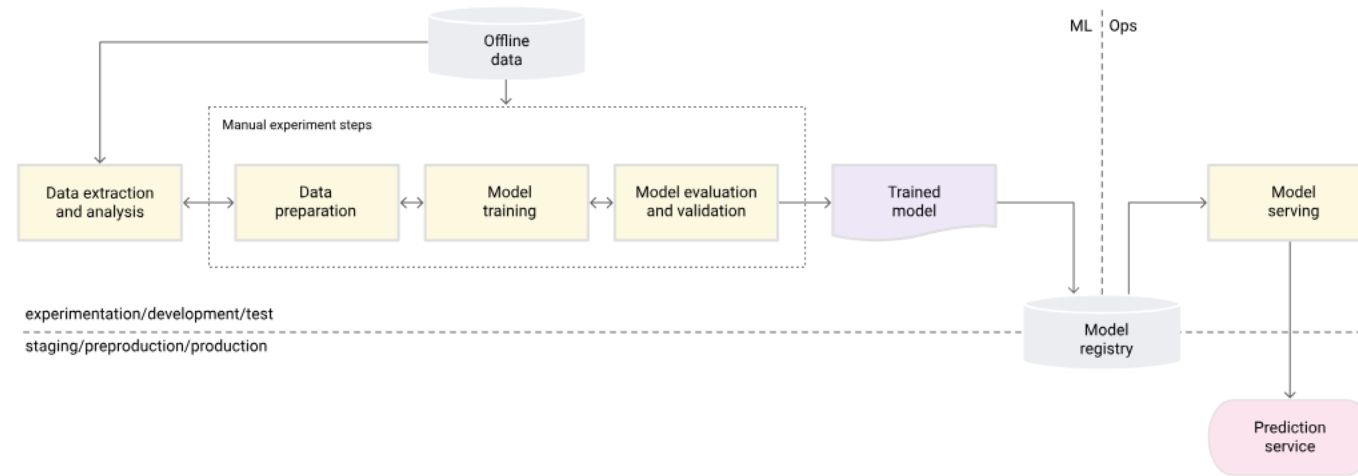 Offline
data
ML
Ops
Manual experiment steps
Data extraction
and analysis
Data
preparation
Model
training
Model evaluation
and validation
Trained
model
Model
serving
experimentation/development/test
staging/preproduction/production
Model
registry
Prediction
service